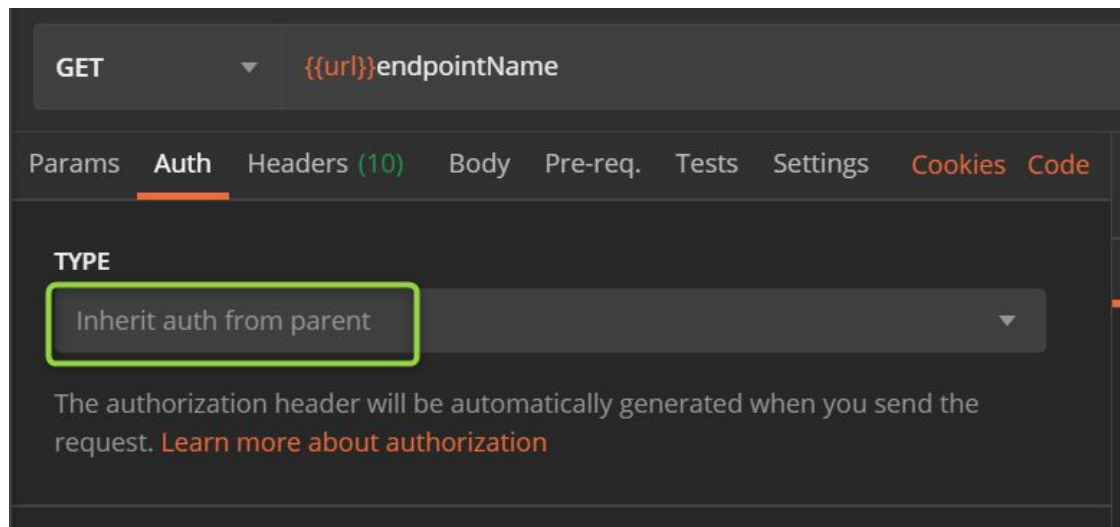 GET {{url}}endpointName
Params Auth Headers (10) Body Pre-req. Tests Settings Cookies Code
TYPE
Inherit auth from parent
The authorization header will be automatically generated when you send the
request. Learn more about authorization